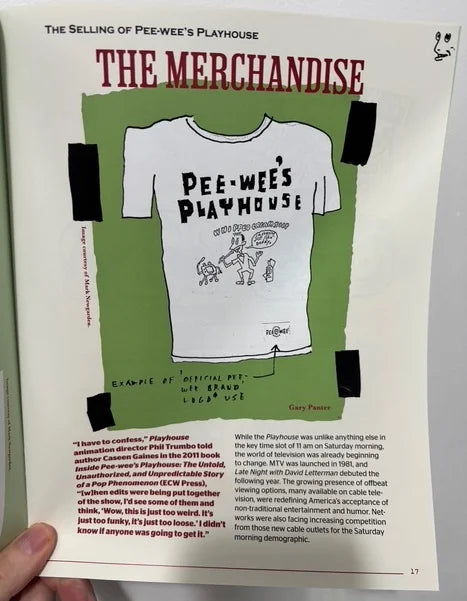 THE SELLING OF PEE-WEE'S PLAYHOUSE
THE MERCHANDISE
PEE-WEE'S
PLAYHOUSE
PEE WEE
EXAMPLE OF 'OFFICIAL PEE-
WEE BRAND'
LOGO USE
Image courtesy of Mark Newgarden.
Gary Panter
"I have to confess," Playhouse
animation director Phil Trumbo told
author Caseen Gaines in the 2011 book
Inside Pee-wee's Playhouse: The Untold,
Unauthorized, and Unpredictable Story
of a Pop Phenomenon (ECW Press),
"[w]hen edits were being put together
of the show, I'd see some of them and
think, 'Wow, this is just too weird. It's
just too funky, it's just too loose.' I didn't
know if anyone was going to get it."
While the Playhouse was unlike anything else in
the key time slot of 11 am on Saturday morning,
the world of television was already beginning
to change. MTV was launched in 1981, and
Late Night with David Letterman debuted the
following year. The growing presence of offbeat
viewing options, many available on cable tele-
vision, were redefining America's acceptance of
non-traditional entertainment and humor. Net-
works were also facing increasing competition
from those new cable outlets for the Saturday
morning demographic.
17